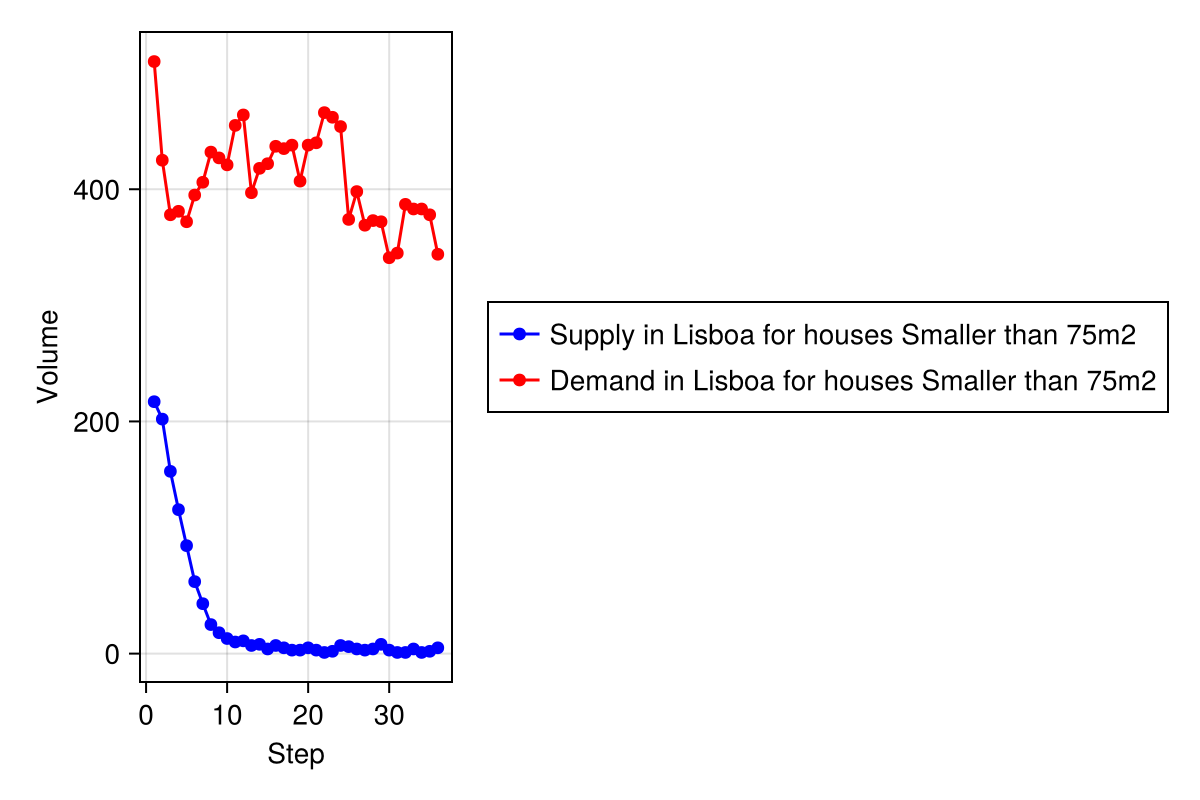 400
200
0
Volume
0 10 20 30
Step
Supply in Lisboa for houses Smaller than 75m2
Demand in Lisboa for houses Smaller than 75m2